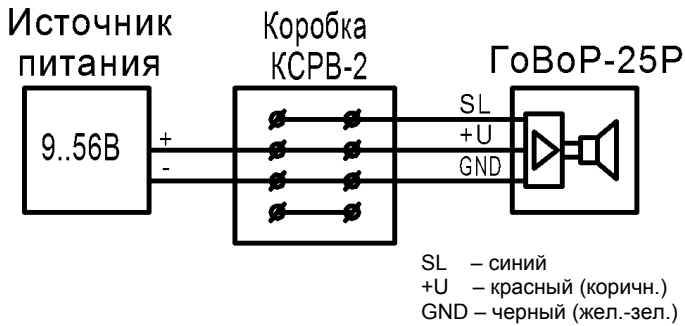 Источник
питания
Коробка
КСРВ-2
ГоВоР-25Р
9..56В
+
-
SL
+U
GND
SL – синий
+U – красный (коричн.)
GND – черный (жел.-зел.)